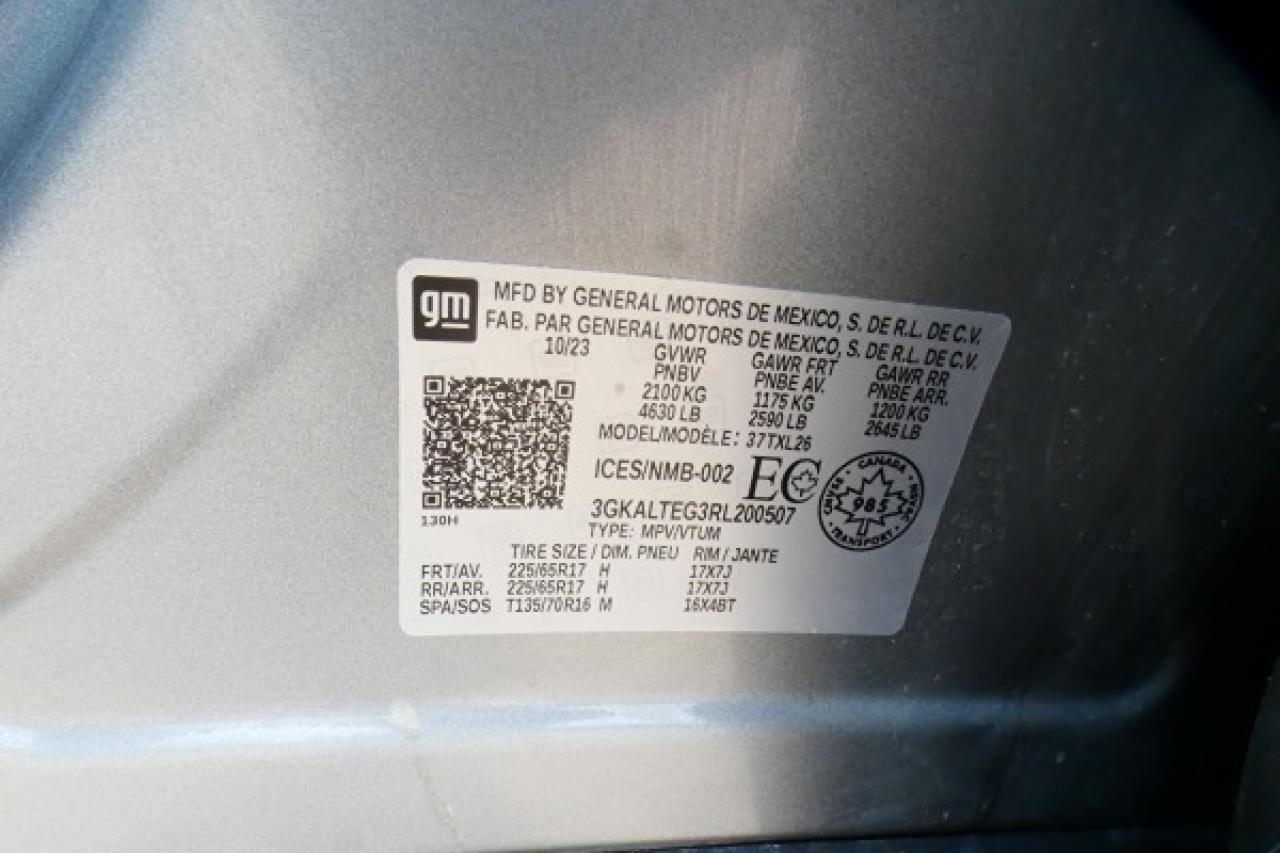 gm
MFD BY GENERAL MOTORS DE MEXICO, S. DE R.L. DE C.V.
FAB. PAR GENERAL MOTORS DE MEXICO, S. DE R.L. DE C.V.
10/23 GVWR GAWR FRT GAWR RR
PNBV PNBE AV. PNBE ARR.
2100 KG 1175 KG 1200 KG
4630 LB 2590 LB 2645 LB
MODEL/MODÈLE: 37TXL26
ICES/NMB-002 EC
CANADA
985
TRANSPORT
3GKALTEG3RL200507
130H
TYPE: MPV/VTUM
TIRE SIZE / DIM. PNEU RIM / JANTE
FRT/AV. 225/65R17 H 17X7J
RR/ARR. 225/65R17 H 17X7J
SPA/SOS T135/70R16 M 16X4BT